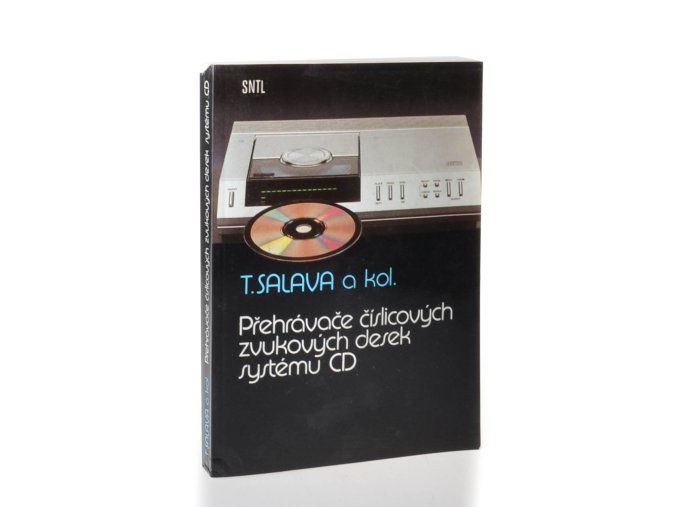 SNTL
T. SALAVA a kol.
Přehrávače číslicových
zvukových desek
systému CD
T. SALAVA a kol. Přehrávače číslicových zvukových desek systému CD